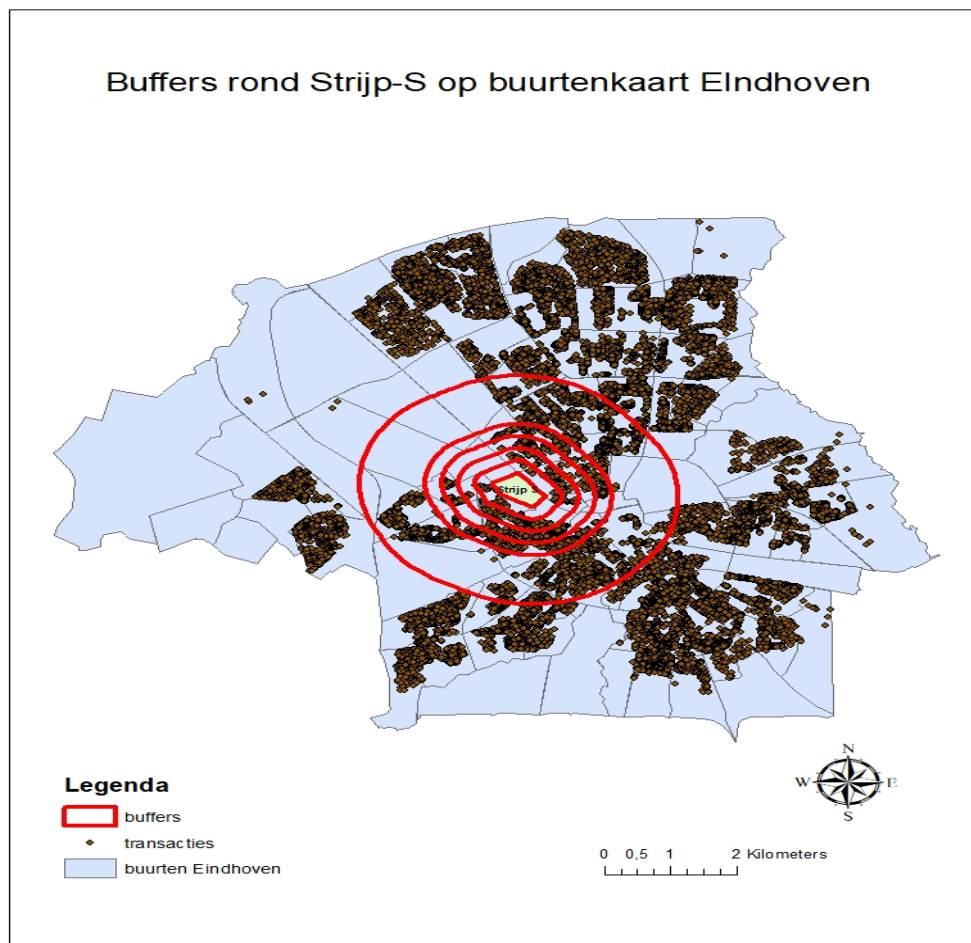 Buffers rond Strijp-S op buurtenkaart EIndhoven
Strijp S
Legenda
buffers
transacties
buurten Eindhoven
N
W E
S
0 0,5 1 2 Kilometers